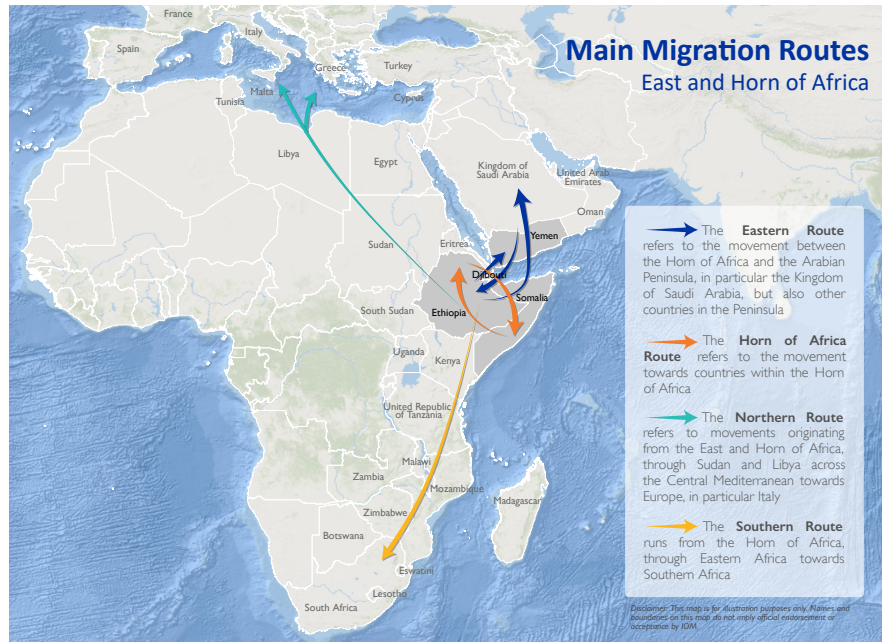 Main Migration Routes
East and Horn of Africa
France
Italy
Spain
Greece
Turkey
Malta
Tunisia
Cyprus
Libya
Egypt
Kingdom of
Saudi Arabia
United Arab
Emirates
Oman
Sudan
Eritrea
Yemen
Djibouti
Somalia
Ethiopia
South Sudan
Uganda
Kenya
United Republic
of Tanzania
Malawi
Zambia
Mozambique
Madagascar
Zimbabwe
Botswana
Eswatini
Lesotho
South Africa
The Eastern Route
refers to the movement between
the Horn of Africa and the Arabian
Peninsula, in particular the Kingdom
of Saudi Arabia, but also other
countries in the Peninsula
The Horn of Africa
Route refers to the movement
towards countries within the Horn
of Africa
The Northern Route
refers to movements originating
from the East and Horn of Africa,
through Sudan and Libya across
the Central Mediterranean towards
Europe, in particular Italy
The Southern Route
runs from the Horn of Africa,
through Eastern Africa towards
Southern Africa
Disclaimer: This map is for illustration purposes only. Names and
boundaries on this map do not imply official endorsement or
acceptance by IOM.